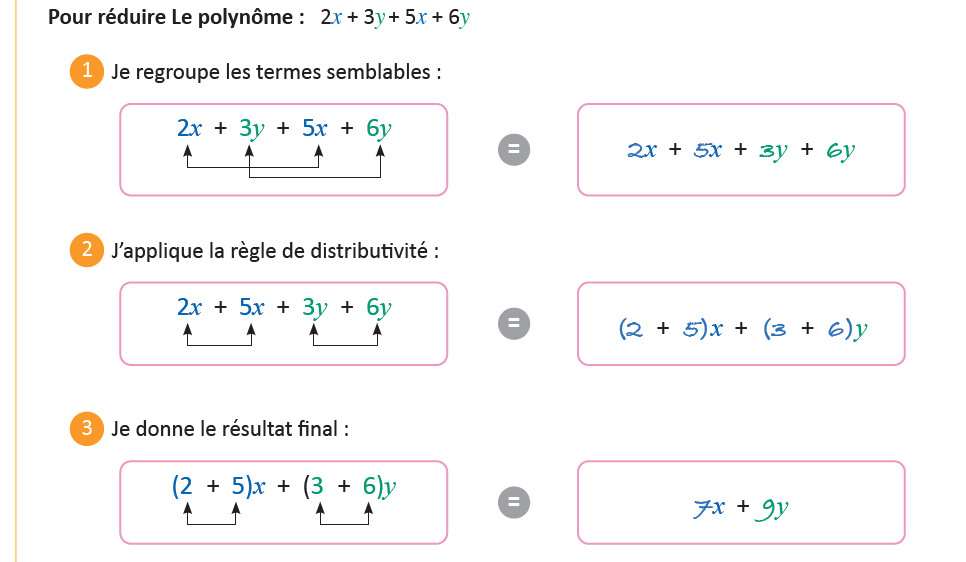 Pour réduire Le polynôme : 2x + 3y + 5x + 6y
1 Je regroupe les termes semblables :
2x + 3y + 5x + 6y = 2x + 5x + 3y + 6y
2 J’applique la règle de distributivité :
2x + 5x + 3y + 6y = (2 + 5)x + (3 + 6)y
3 Je donne le résultat final :
(2 + 5)x + (3 + 6)y = 7x + 9y